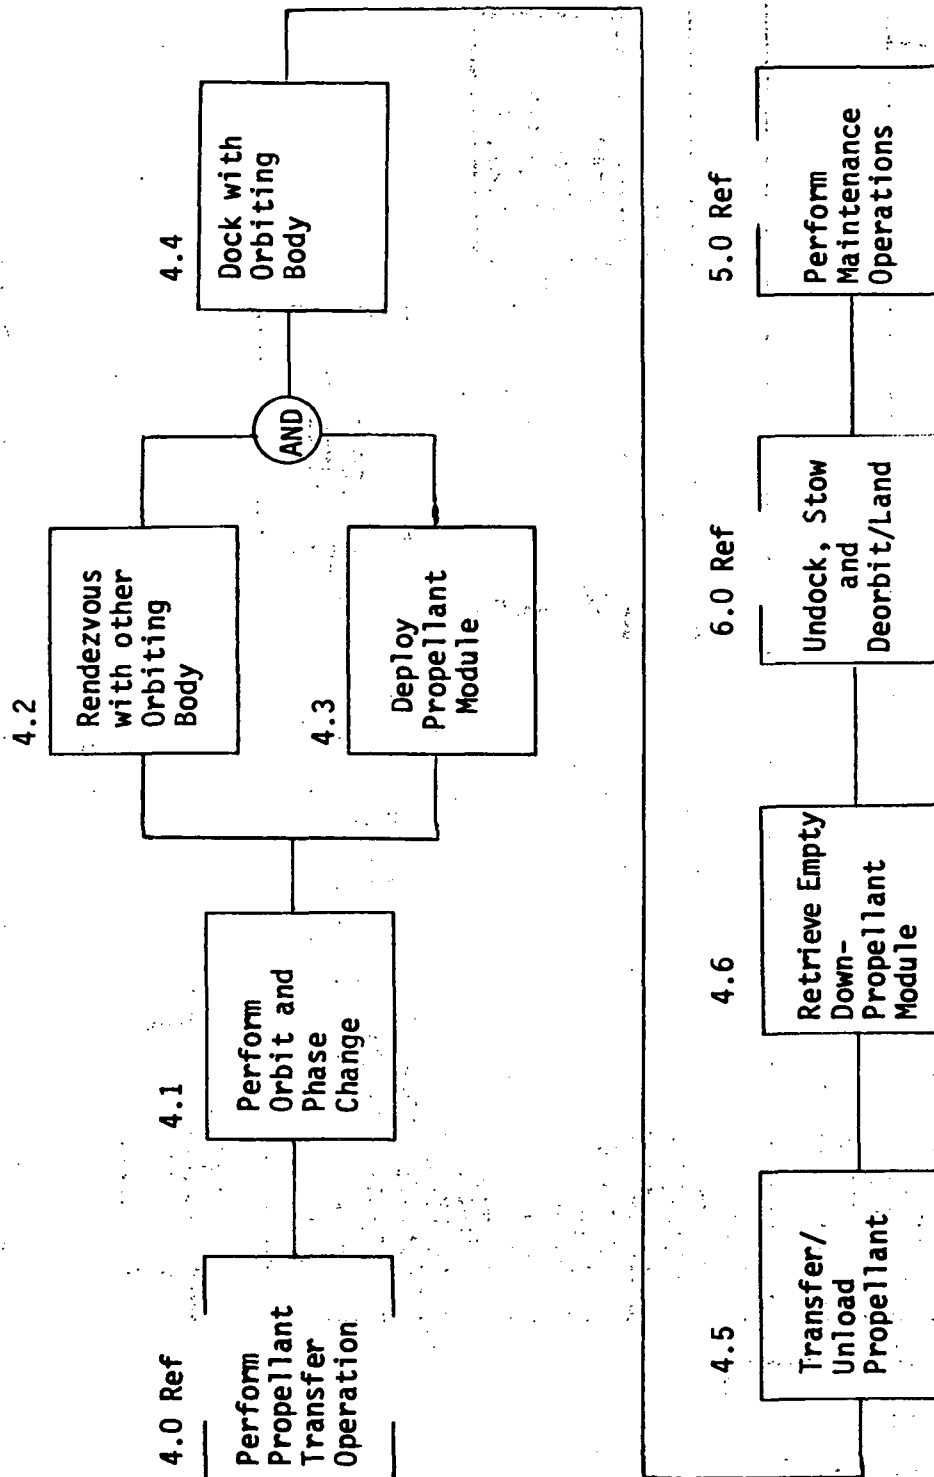 4.0 Ref
Perform
Propellant
Transfer
Operation
4.1
Perform
Orbit and
Phase
Change
4.2
Rendezvous
with other
Orbiting
Body
4.3
Deploy
Propellant
Module
AND
4.4
Dock with
Orbiting
Body
4.5
Transfer/
Unload
Propellant
4.6
Retrieve Empty
Down-
Propellant
Module
6.0 Ref
Undock, Stow
and
Deorbit/Land
5.0 Ref
Perform
Maintenance
Operations